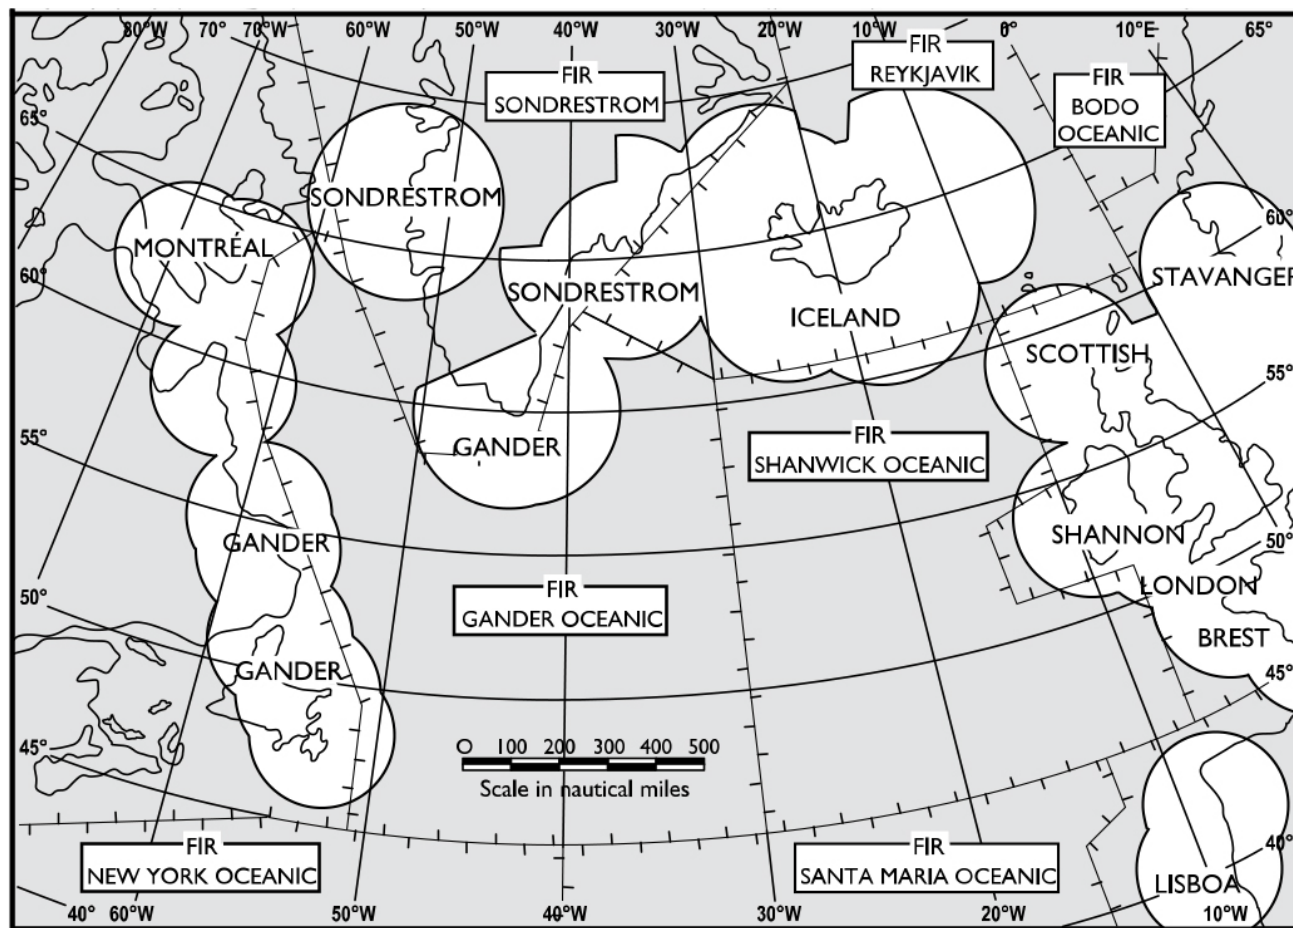 80°W 70° 70°W 60°W 50°W 40°W 30°W 20°W 10°W 0° 10°E 65°
FIR
REYKJAVIK
FIR
SONDRESTROM
FIR
BODO
OCEANIC
65°
SONDRESTROM
60°
MONTRÉAL
STAVANGER
60°
SONDRESTROM
ICELAND
SCOTTISH
55°
55°
FIR
SHANWICK OCEANIC
GANDER
SHANNON
50°
GANDER
LONDON
50°
FIR
GANDER OCEANIC
BREST
GANDER
45°
45°
0 100 200 300 400 500
Scale in nautical miles
FIR
NEW YORK OCEANIC
FIR
SANTA MARIA OCEANIC
40°
LISBOA
40° 60°W 50°W 40°W 30°W 20°W 10°W